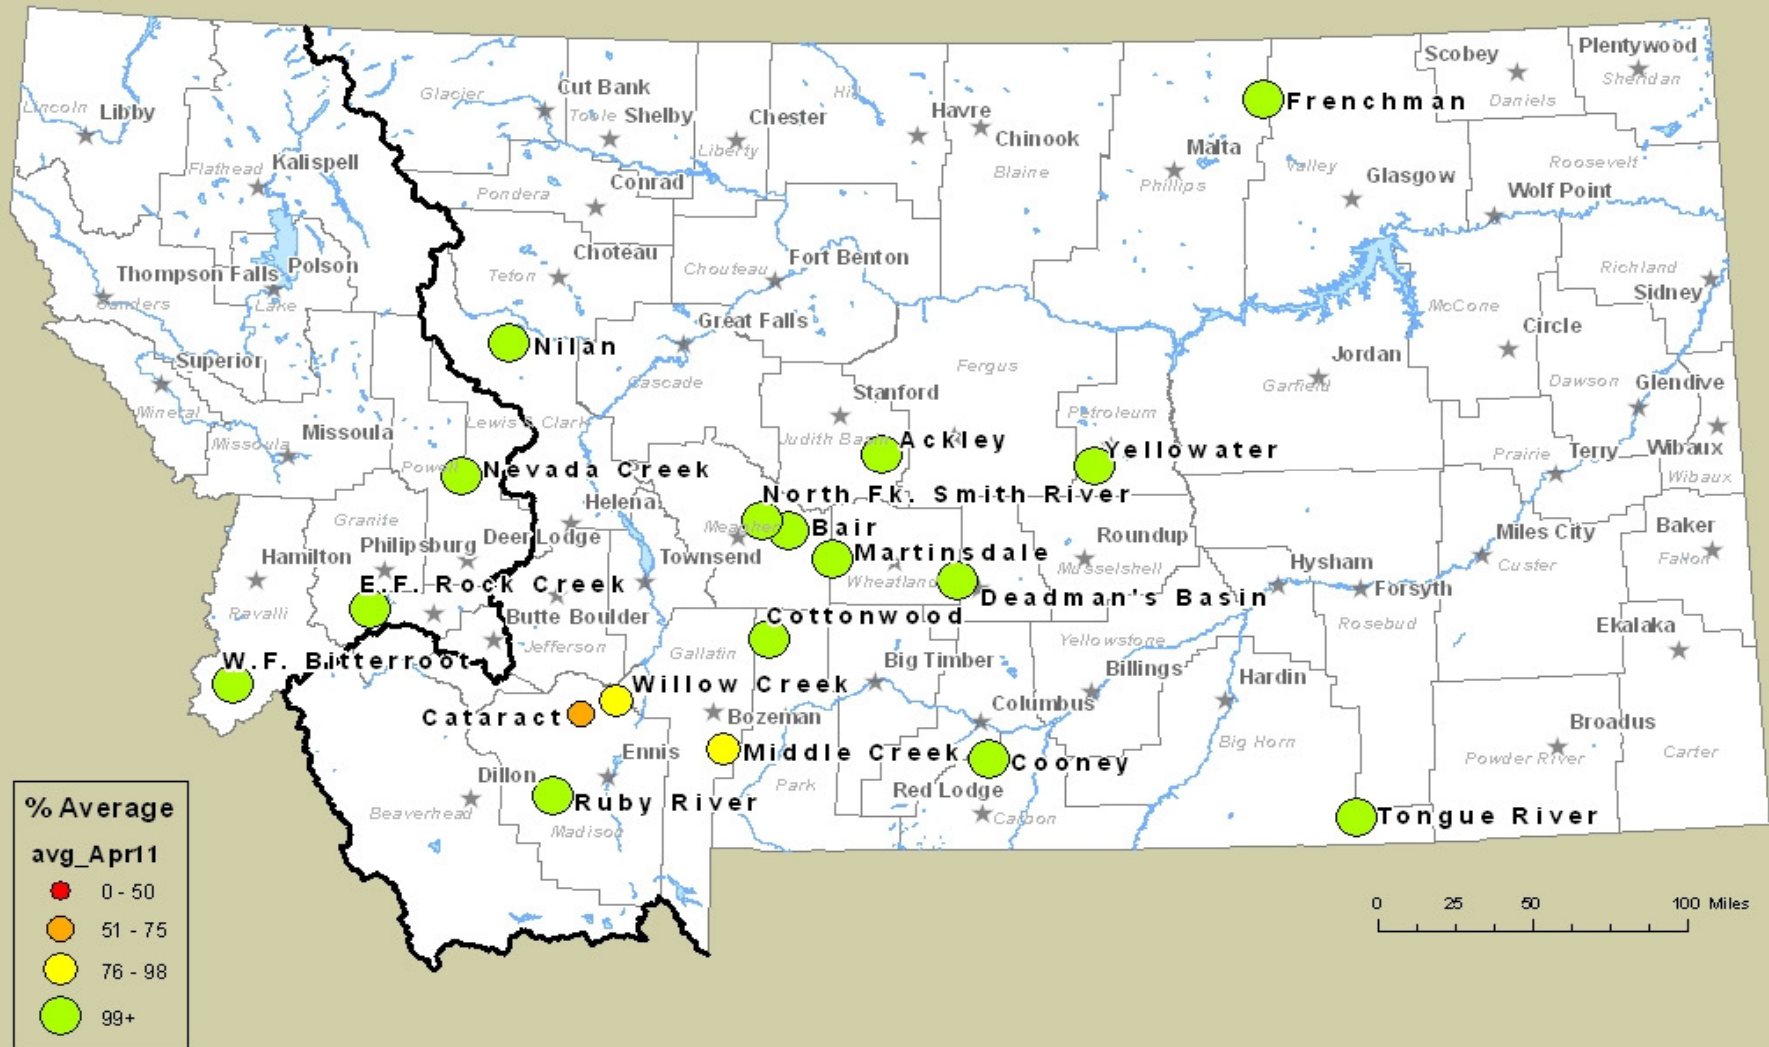 Scobey
Plentywood
Sheridan
Daniels
Cut Bank
Glacier
Hill
Lincoln
Libby
Toole
Shelby
Chester
Havre
Frenchman
Chinook
Liberty
Malta
Kalispell
Flathead
Blaine
Phillips
Valley
Glasgow
Roosevelt
Conrad
Pondera
Wolf Point
Choteau
Teton
Chouteau
Fort Benton
Thompson Falls
Polson
Sanders
Lake
Richland
Sidney
McCone
Great Falls
Circle
Nilan
Superior
Jordan
Fergus
Cascade
Garfield
Dawson
Glendive
Stanford
Mineral
Petroleum
Lewis & Clark
Missoula
Missoula
Judith Basin
Ackley
Yellowater
Terry
Wibaux
Prairie
Wibaux
Powell
Nevada Creek
North Fk. Smith River
Helena
Granite
Meagher
Bair
Baker
Miles City
Deer Lodge
Philipsburg
Hamilton
Townsend
Martinsdale
Roundup
Musselshell
Hysham
Fallon
Custer
E.F. Rock Creek
Wheatland
Deadman's Basin
Forsyth
Ravalli
Butte
Boulder
Cottonwood
Rosebud
Ekalaka
Jefferson
Gallatin
Yellowstone
W.F. Bitterroot
Big Timber
Billings
Hardin
Willow Creek
Columbus
Cataract
Bozeman
Broadus
Big Horn
Ennis
Middle Creek
Cooney
Powder River
Carter
Dillon
Park
Red Lodge
Ruby River
Beaverhead
Madison
Carbon
Tongue River
% Average
avg_Apr11
0 - 50
51 - 75
76 - 98
99+
0 25 50 100 Miles